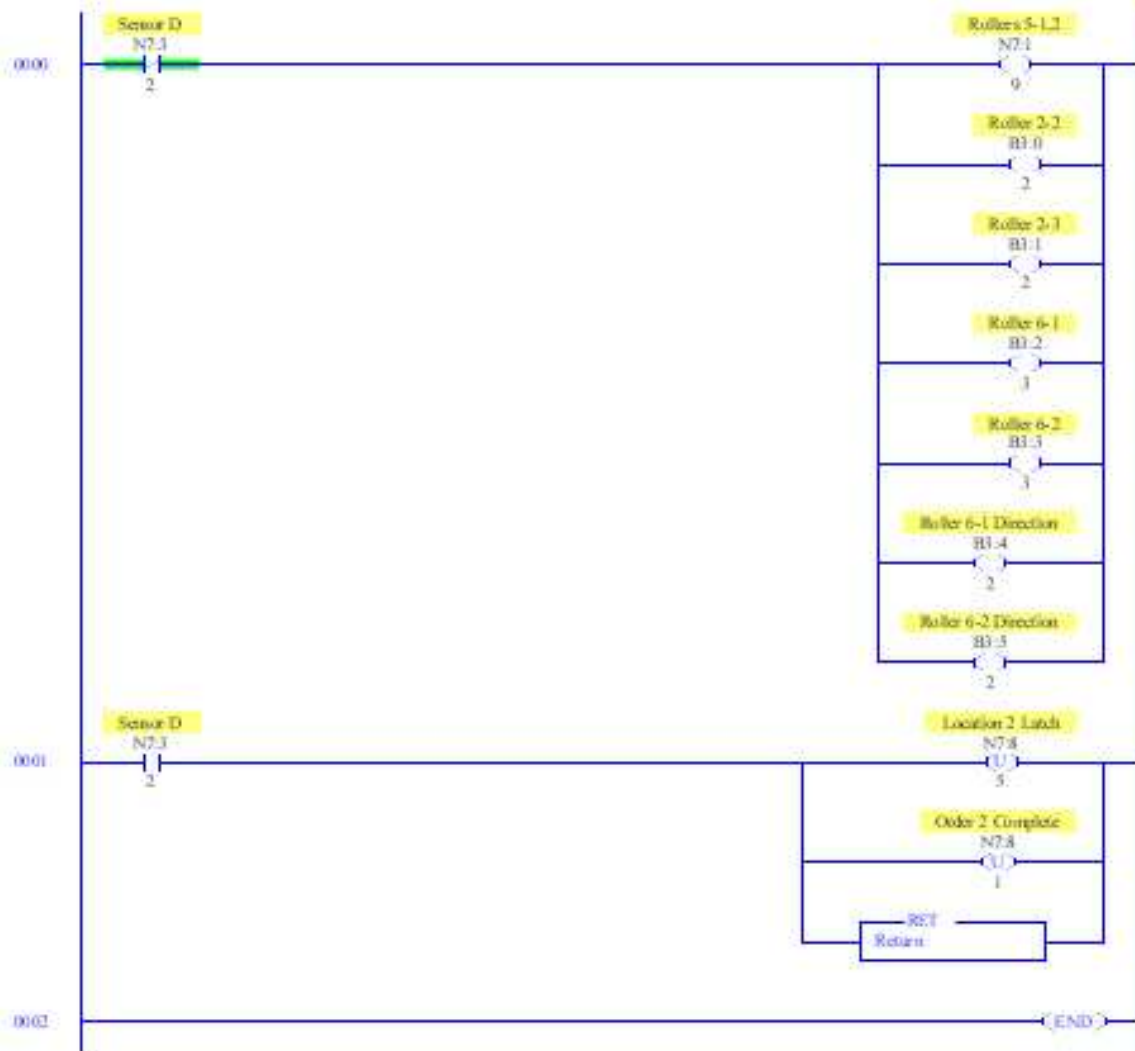 Sensor D
N7:3
2
0000
Rollers 5-1,2
N7:1
9
Roller 2-2
B3:0
2
Roller 2-3
B3:1
2
Roller 6-1
B3:2
3
Roller 6-2
B3:3
3
Roller 6-1 Direction
B3:4
2
Roller 6-2 Direction
B3:5
2
Sensor D
N7:3
2
0001
Location 2 Latch
N7:8
U
5
Order 2 Complete
N7:8
U
1
RET
Return
0002
END